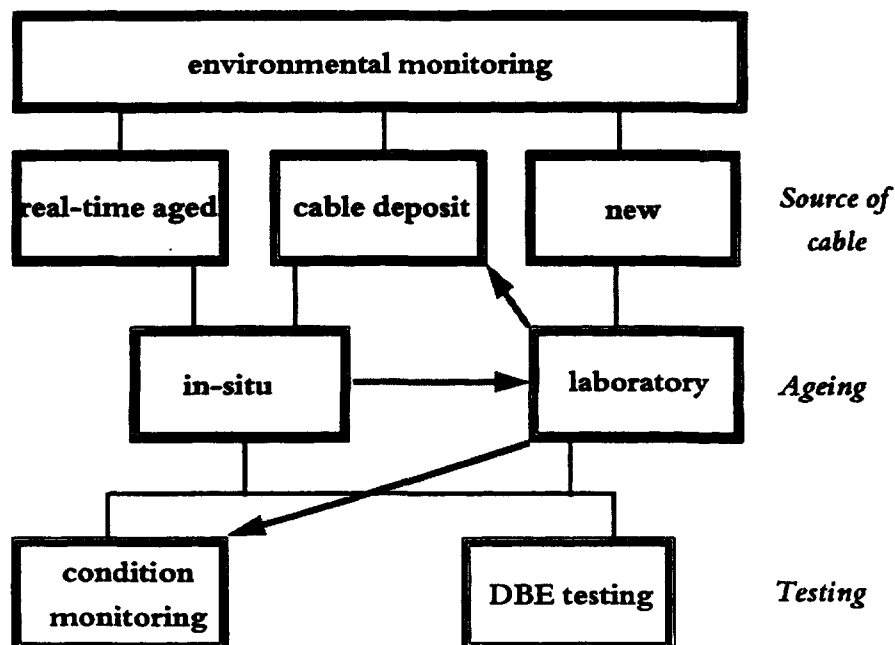 environmental monitoring
real-time aged
cable deposit
new
Source of
cable
in-situ
laboratory
Ageing
condition
monitoring
DBE testing
Testing